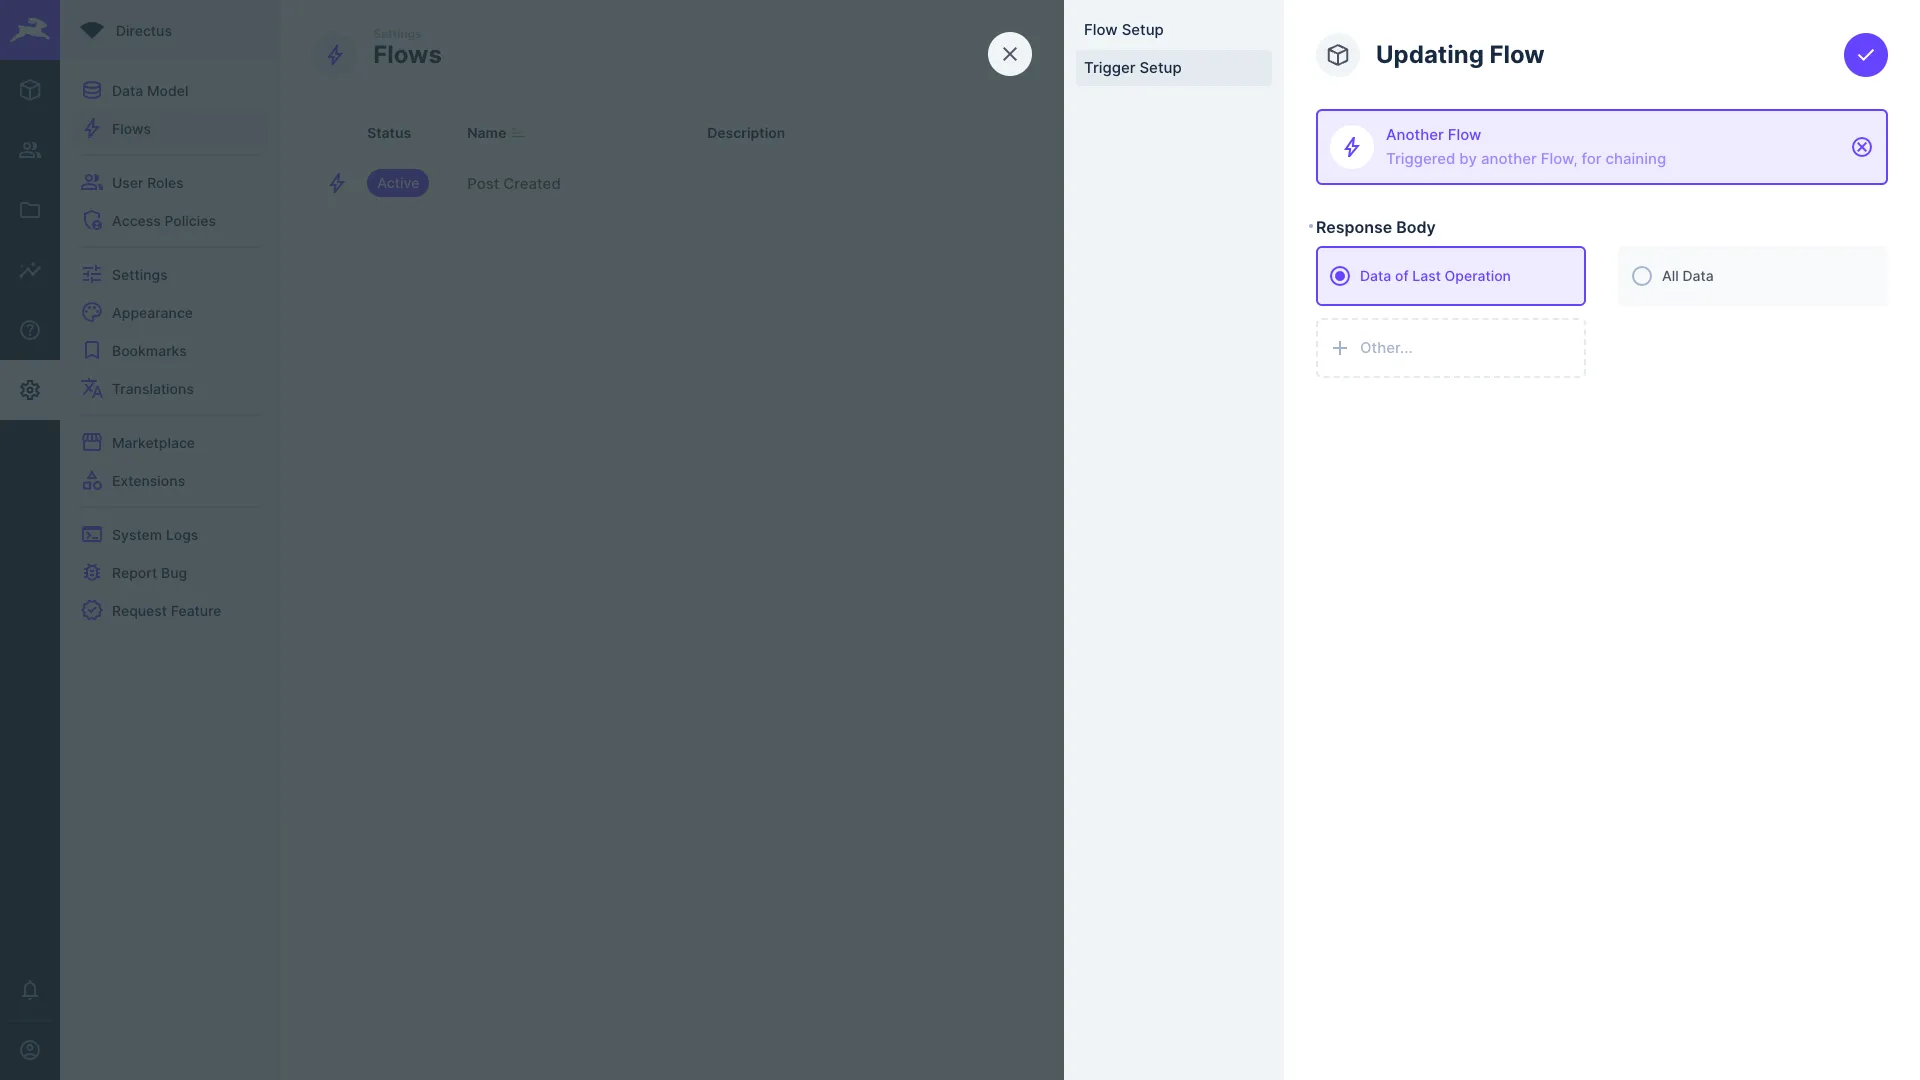 Directus
Data Model
Flows
User Roles
Access Policies
Settings
Appearance
Bookmarks
Translations
Marketplace
Extensions
System Logs
Report Bug
Request Feature
Settings
Flows
Status
Name
Description
Active
Post Created
Flow Setup
Trigger Setup
Updating Flow
Another Flow
Triggered by another Flow, for chaining
Response Body
Data of Last Operation
All Data
Other...